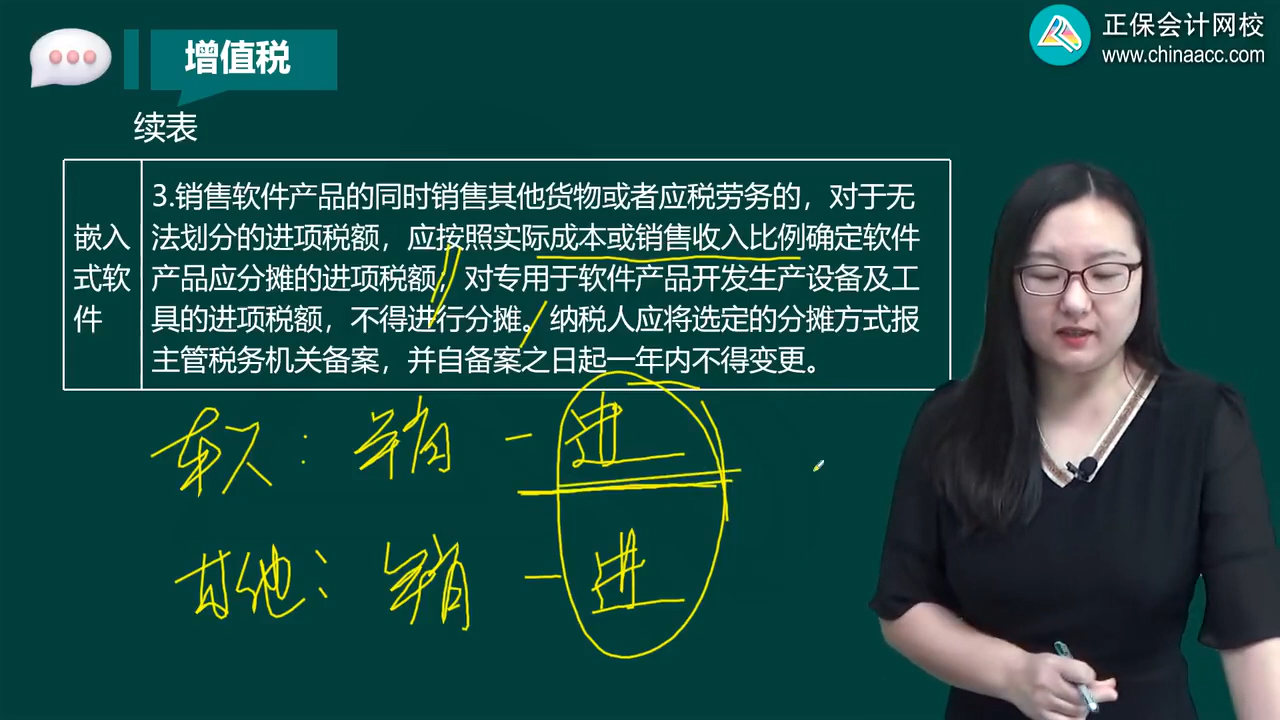 增值税
正保会计网校
www.chinaacc.com
续表
嵌入
式软
件
3.销售软件产品的同时销售其他货物或者应税劳务的，对于无
法划分的进项税额，应按照实际成本或销售收入比例确定软件
产品应分摊的进项税额；对专用于软件产品开发生产设备及工
具的进项税额，不得进行分摊。纳税人应将选定的分摊方式报
主管税务机关备案，并自备案之日起一年内不得变更。
软：销 - 进
其他：销 - 进